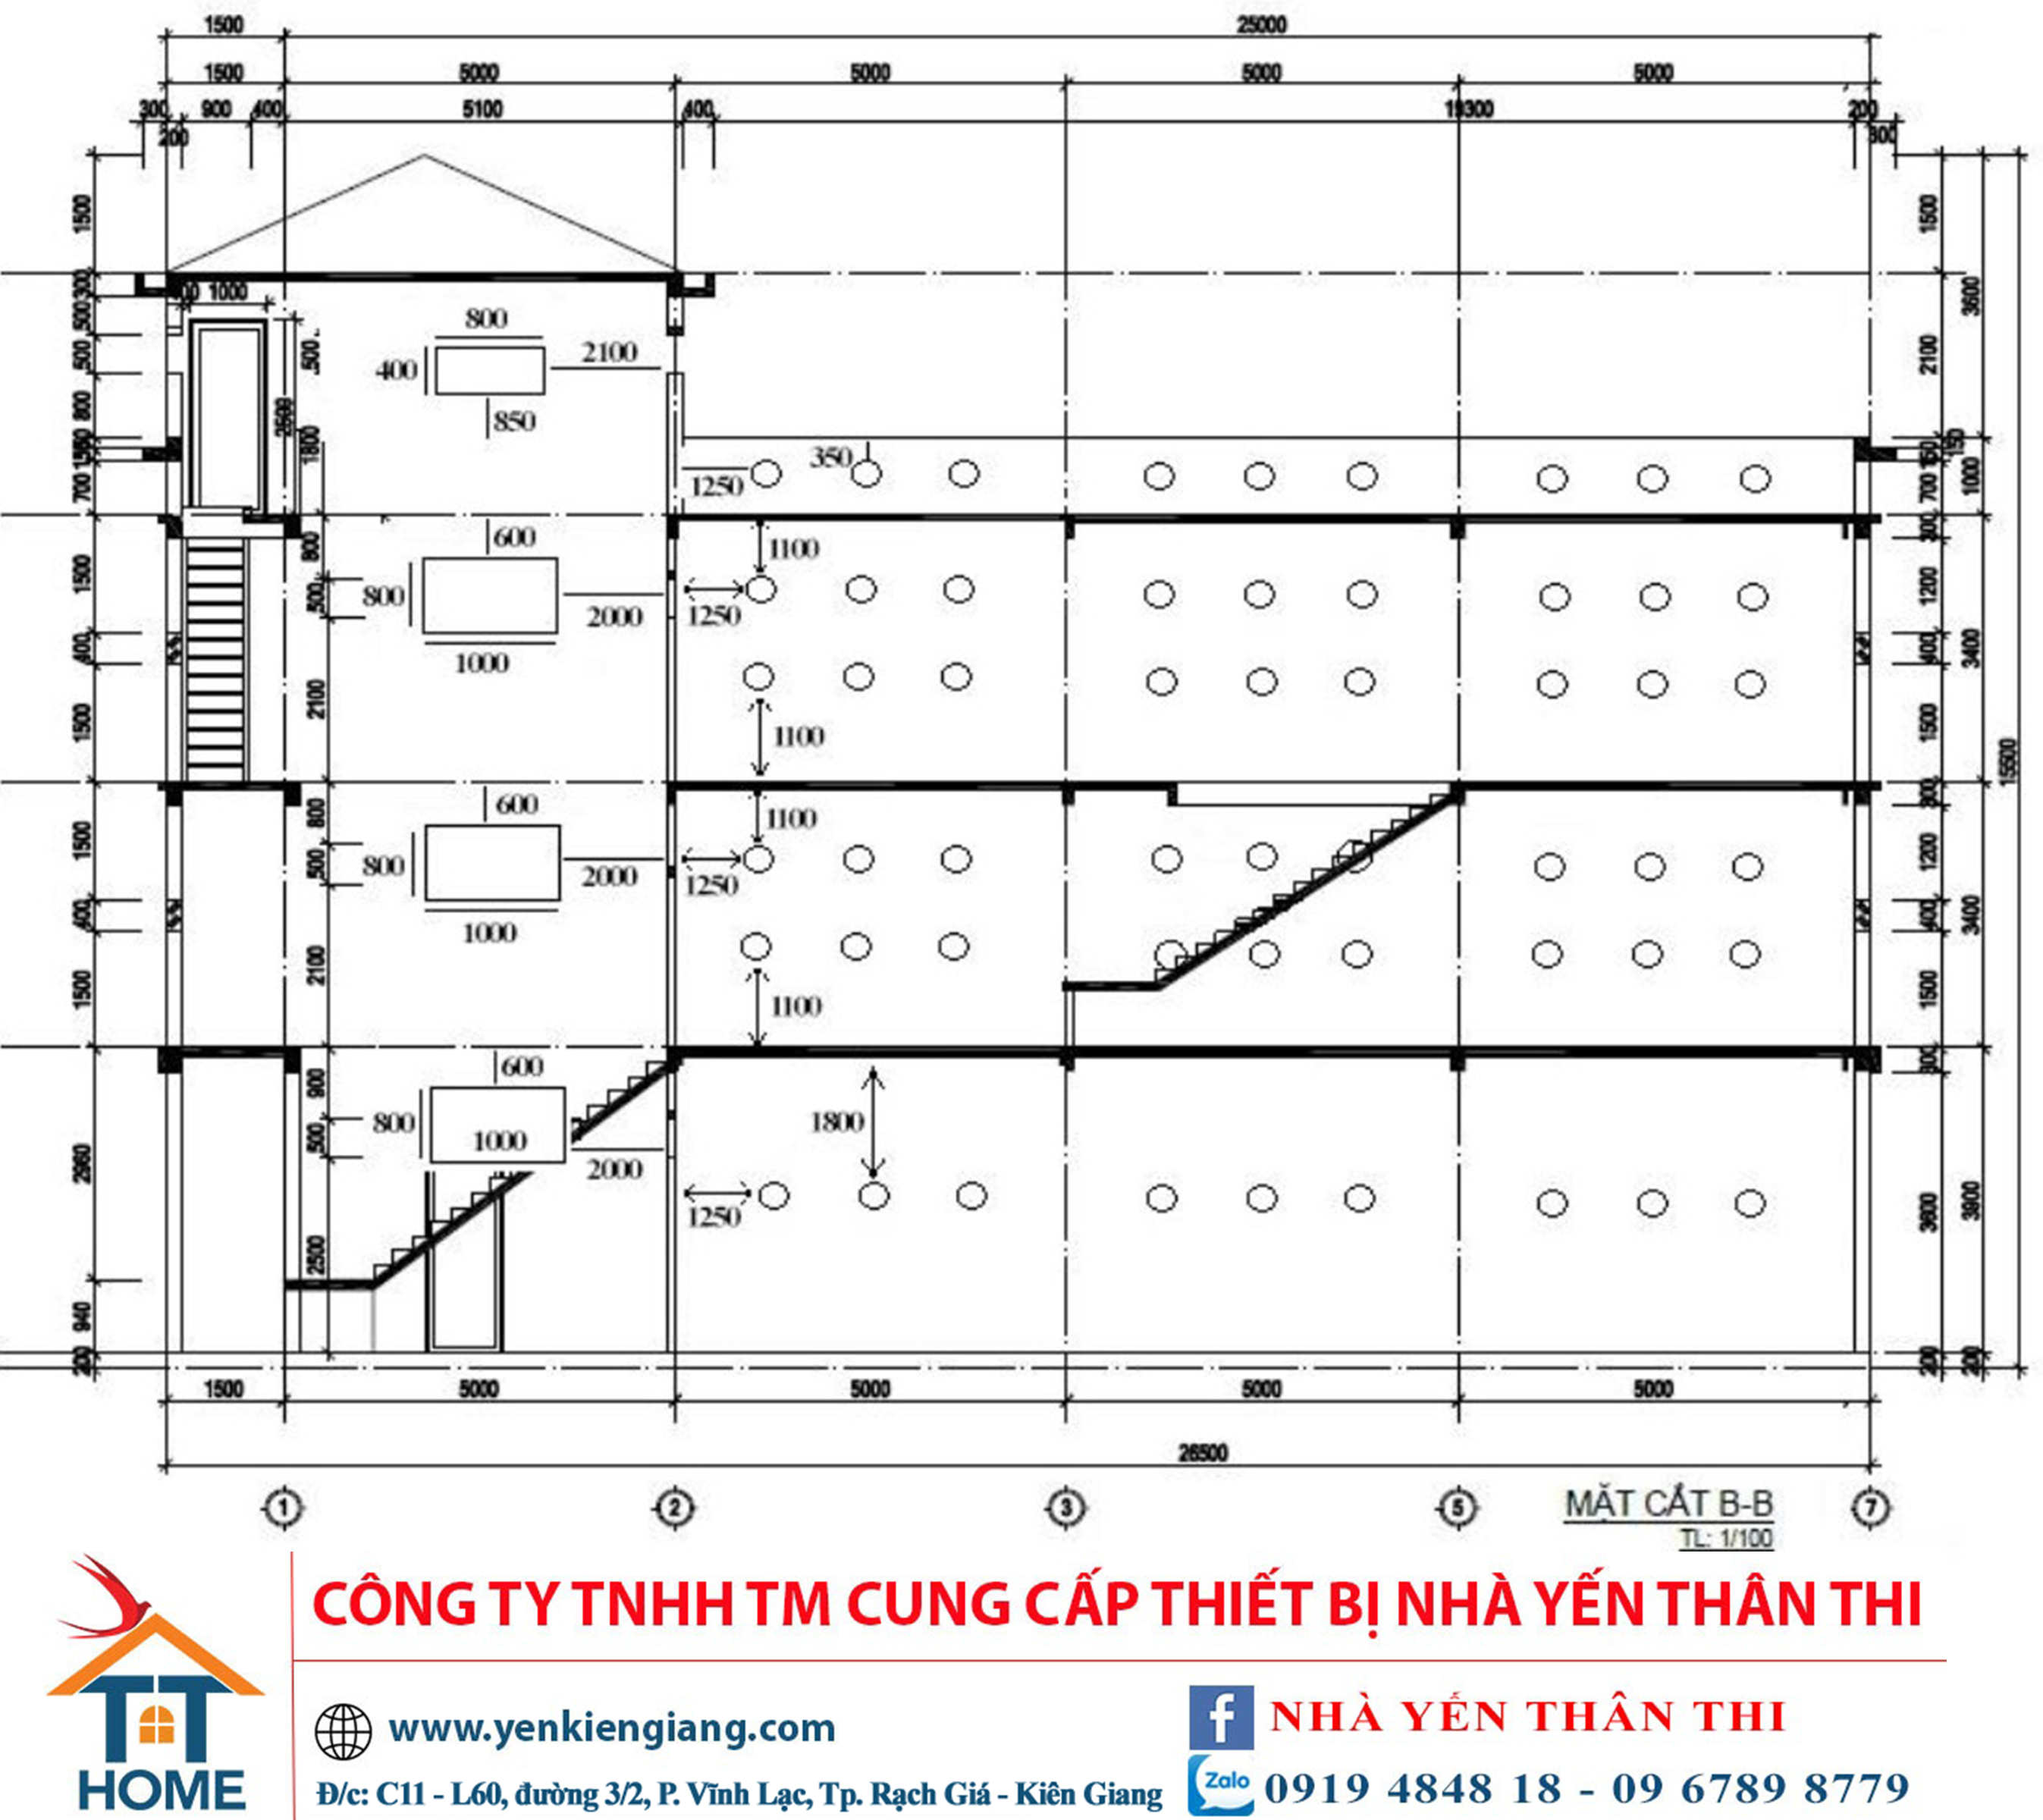 1500 25000
1500 5000 5000 5000 5000
300 900 400 5100 400 19300 200
200 300
1500 1500
300 3600
1000
500 800
500 500 2100 2100
400
800 850
2500 1800 350
150 150 150
700 1250 700 1000
300
600 1100
800
1500 500 800 1250 1200
2000
400 1000 400 3400
2100
1500 1100 1500
15500
600 300
800 1100
1500 500 800 2000 1250 1200
400 1000 400 3400
2100
1500 1100 1500
600 300
900
500 800 1000 1800
2960 2000
1250 3600 3900
2500
940
200 200 200
1500 5000 5000 5000 5000
26500
1 2 3 5 7
MẶT CẮT B-B
TL: 1/100
CÔNG TY TNHH TM CUNG CẤP THIẾT BỊ NHÀ YẾN THÂN THI
TT
HOME
www.yenkiengiang.com
f NHÀ YẾN THÂN THI
Đ/c: C11 - L60, đường 3/2, P. Vĩnh Lạc, Tp. Rạch Giá - Kiên Giang
Zalo 0919 4848 18 - 09 6789 8779